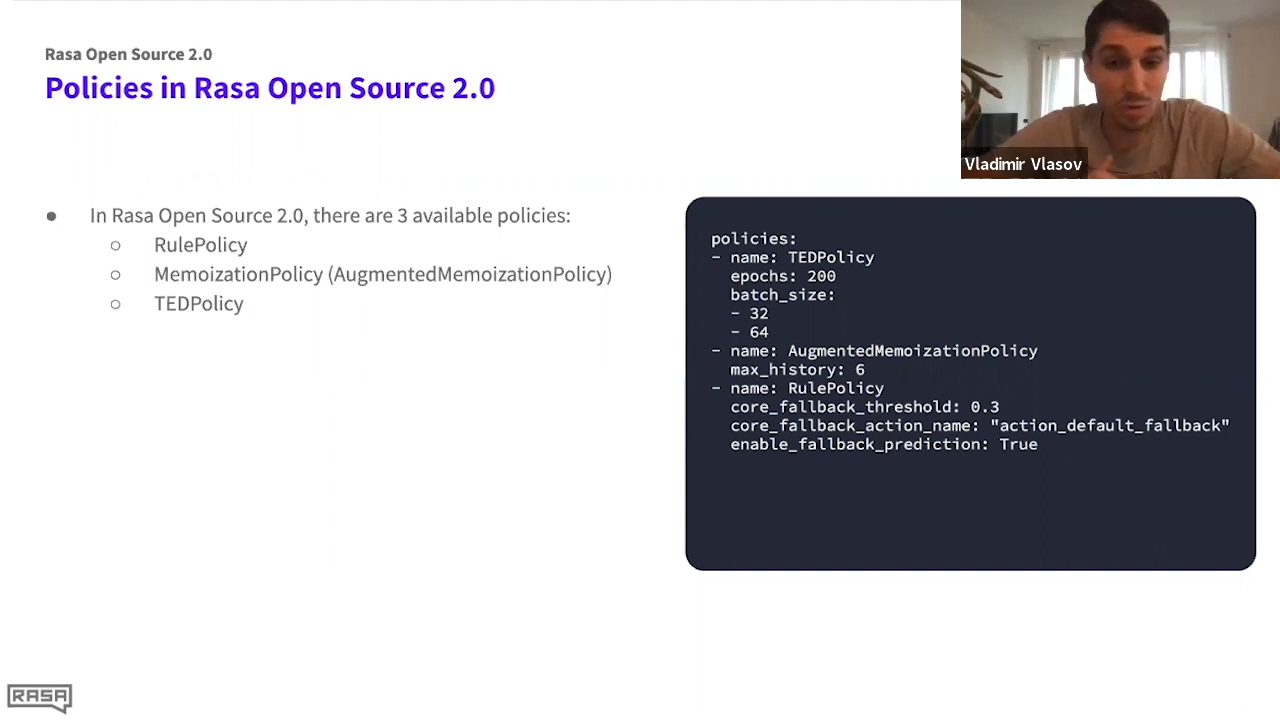 Rasa Open Source 2.0
Policies in Rasa Open Source 2.0
Vladimir Vlasov
● In Rasa Open Source 2.0, there are 3 available policies:
○ RulePolicy
○ MemoizationPolicy (AugmentedMemoizationPolicy)
○ TEDPolicy
policies:
- name: TEDPolicy
  epochs: 200
  batch_size:
  - 32
  - 64
- name: AugmentedMemoizationPolicy
  max_history: 6
- name: RulePolicy
  core_fallback_threshold: 0.3
  core_fallback_action_name: "action_default_fallback"
  enable_fallback_prediction: True
RASA